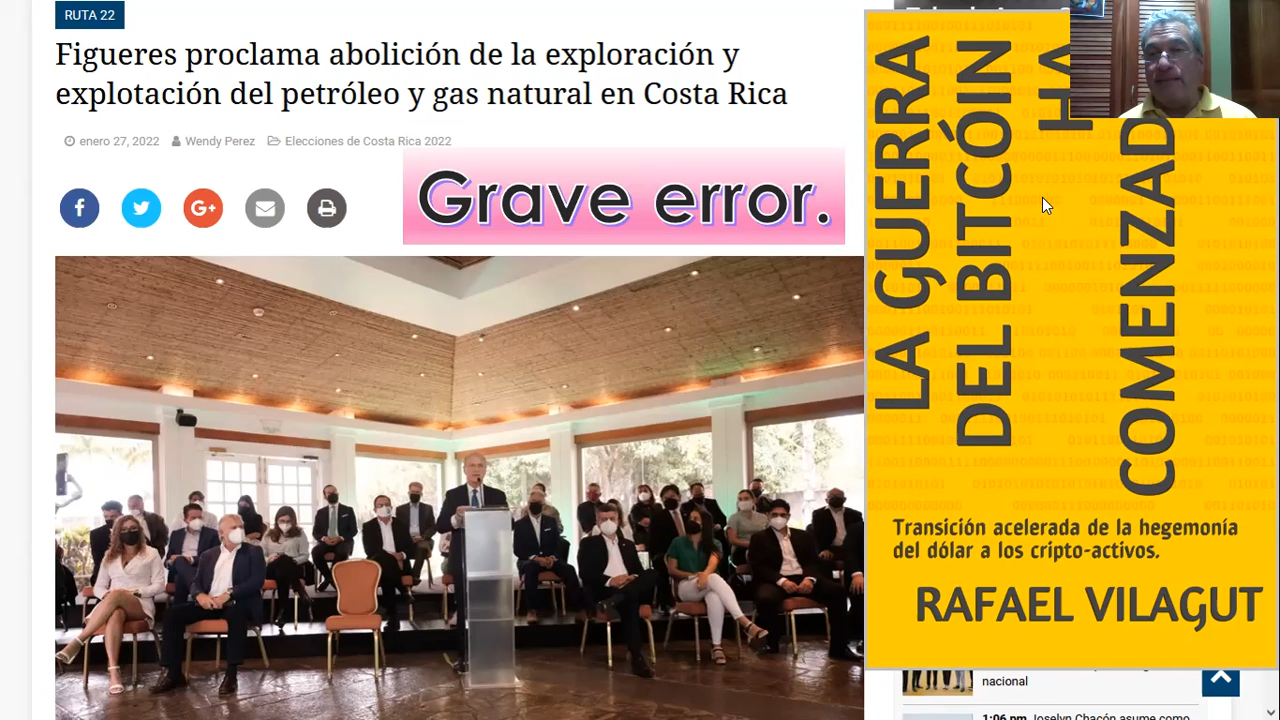 RUTA 22
Figueres proclama abolición de la exploración y
explotación del petróleo y gas natural en Costa Rica
enero 27, 2022 Wendy Perez Elecciones de Costa Rica 2022
Grave error.
LA GUERRA
DEL BITCÓIN
HA
COMENZAD
Transición acelerada de la hegemonía
del dólar a los cripto-activos.
RAFAEL VILAGUT
nacional
1:06 pm Joselyn Chacón asume como